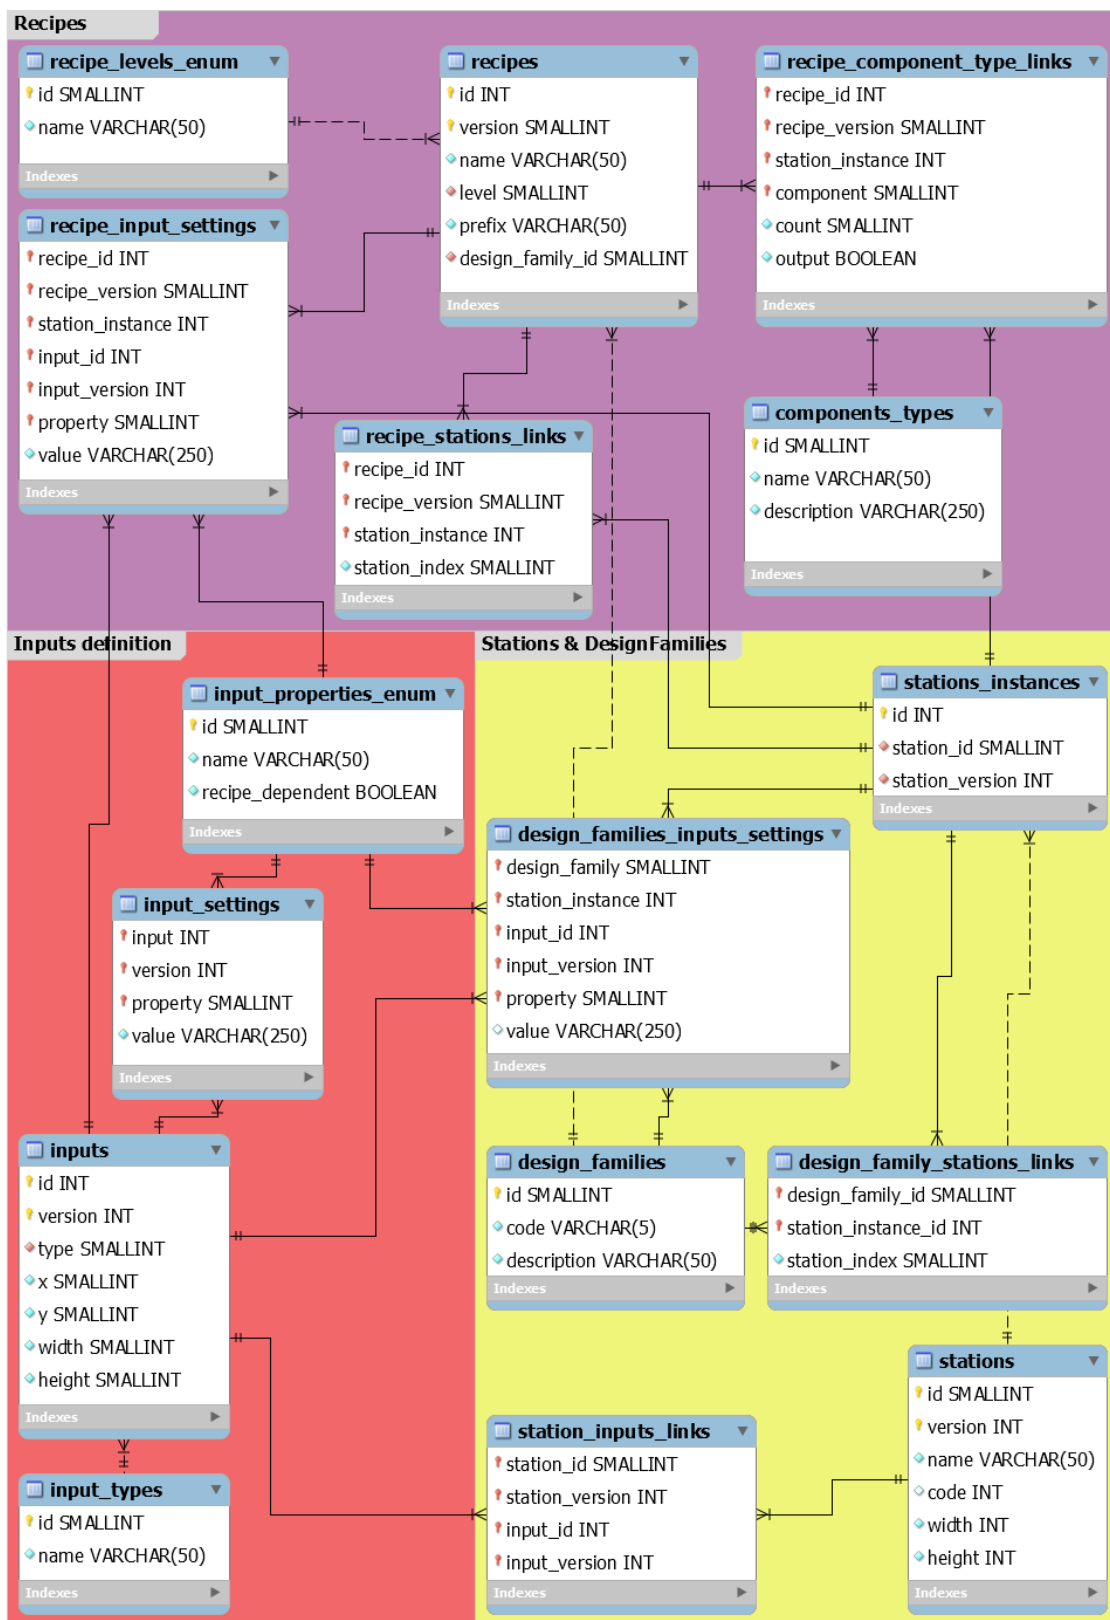 Recipes
recipe_levels_enum
id SMALLINT
name VARCHAR(50)
Indexes
recipes
id INT
version SMALLINT
name VARCHAR(50)
level SMALLINT
prefix VARCHAR(50)
design_family_id SMALLINT
Indexes
recipe_component_type_links
recipe_id INT
recipe_version SMALLINT
station_instance INT
component SMALLINT
count SMALLINT
output BOOLEAN
Indexes
recipe_input_settings
recipe_id INT
recipe_version SMALLINT
station_instance INT
input_id INT
input_version INT
property SMALLINT
value VARCHAR(250)
Indexes
recipe_stations_links
recipe_id INT
recipe_version SMALLINT
station_instance INT
station_index SMALLINT
Indexes
components_types
id SMALLINT
name VARCHAR(50)
description VARCHAR(250)
Indexes
Inputs definition
input_properties_enum
id SMALLINT
name VARCHAR(50)
recipe_dependent BOOLEAN
Indexes
input_settings
input INT
version INT
property SMALLINT
value VARCHAR(250)
Indexes
inputs
id INT
version INT
type SMALLINT
x SMALLINT
y SMALLINT
width SMALLINT
height SMALLINT
Indexes
input_types
id SMALLINT
name VARCHAR(50)
Indexes
Stations & DesignFamilies
stations_instances
id INT
station_id SMALLINT
station_version INT
Indexes
design_families_inputs_settings
design_family SMALLINT
station_instance INT
input_id INT
input_version INT
property SMALLINT
value VARCHAR(250)
Indexes
design_families
id SMALLINT
code VARCHAR(5)
description VARCHAR(50)
Indexes
design_family_stations_links
design_family_id SMALLINT
station_instance_id INT
station_index SMALLINT
Indexes
station_inputs_links
station_id SMALLINT
station_version INT
input_id INT
input_version INT
Indexes
stations
id SMALLINT
version INT
name VARCHAR(50)
code INT
width INT
height INT
Indexes